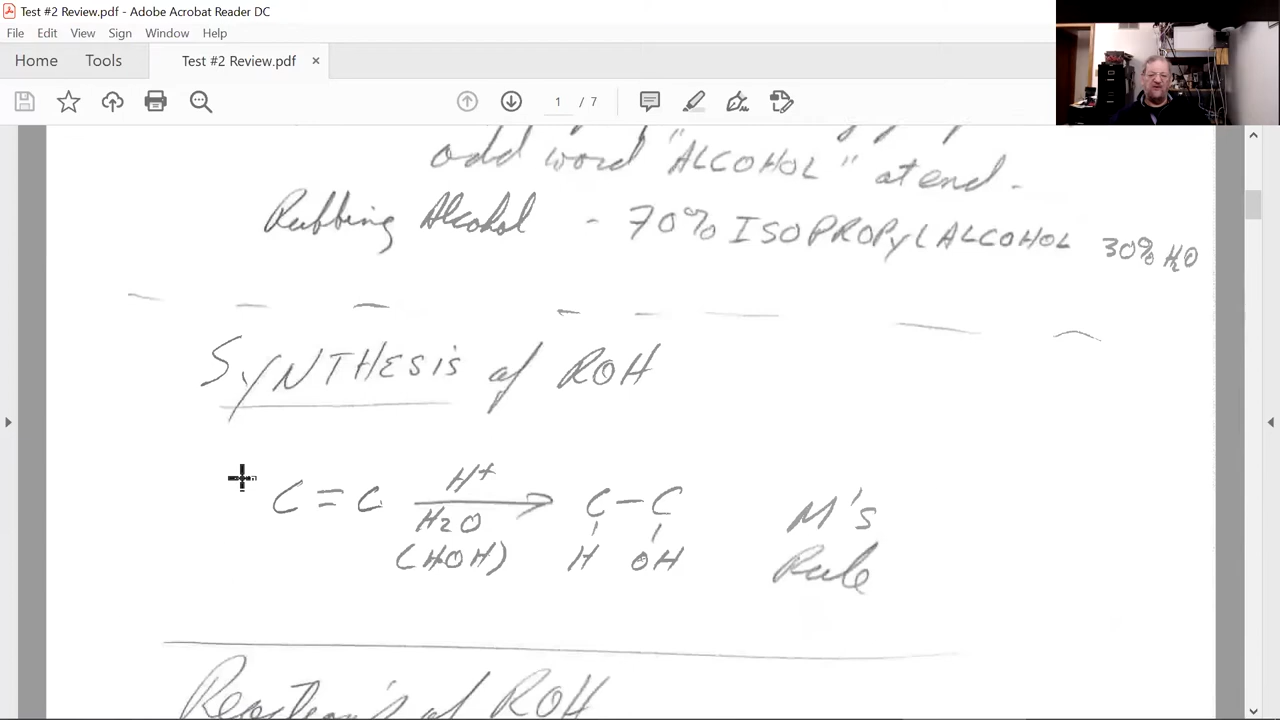 Test #2 Review.pdf - Adobe Acrobat Reader DC
File Edit View Sign Window Help
Home Tools Test #2 Review.pdf ×
1 / 7
odd word "ALCOHOL" at end.
Rubbing Alcohol - 70% ISOPROPYL ALCOHOL 30% H2O
SYNTHESIS of ROH
C=C H+ C-C M's
H2O
(HOH) H OH Rule
Reactions of ROH